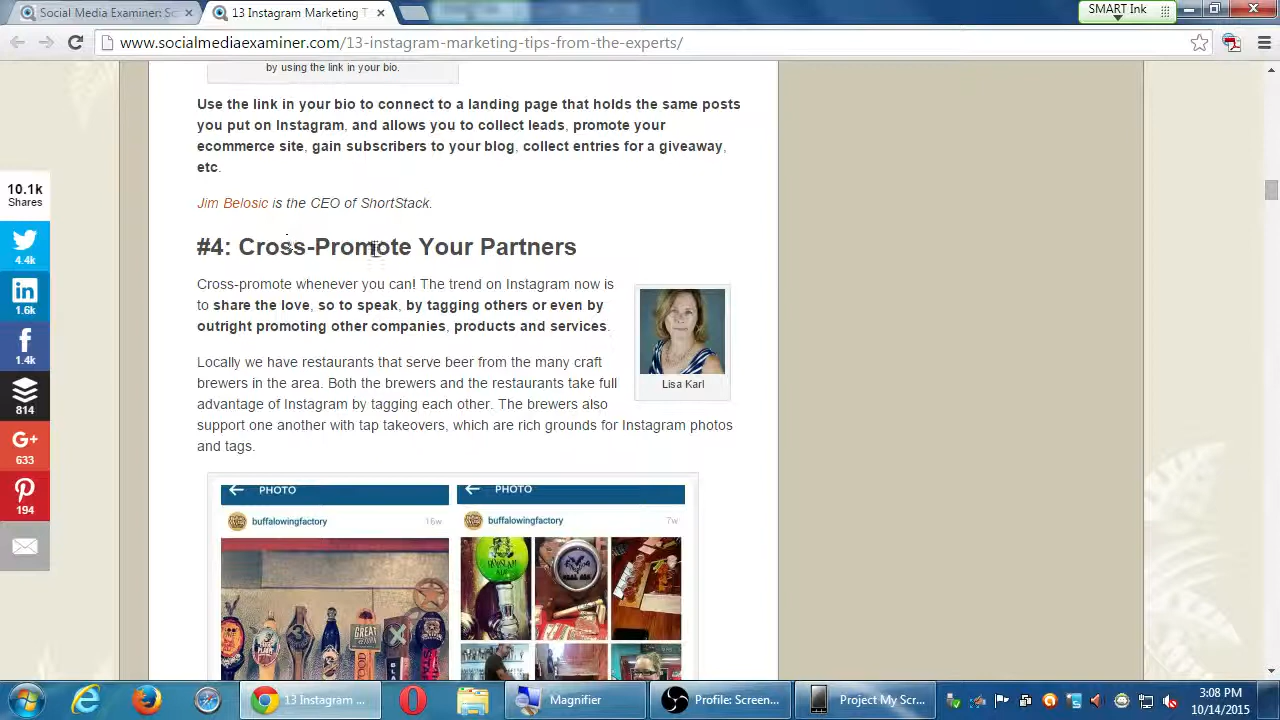 Social Media Examiner: So
13 Instagram Marketing T
SMART Ink
www.socialmediaexaminer.com/13-instagram-marketing-tips-from-the-experts/
by using the link in your bio.
Use the link in your bio to connect to a landing page that holds the same posts
you put on Instagram, and allows you to collect leads, promote your
ecommerce site, gain subscribers to your blog, collect entries for a giveaway,
etc.
Jim Belosic is the CEO of ShortStack.
10.1k
Shares
4.4k
1.6k
1.4k
814
G+
633
194
#4: Cross-Promote Your Partners
Cross-promote whenever you can! The trend on Instagram now is
to share the love, so to speak, by tagging others or even by
outright promoting other companies, products and services.
Lisa Karl
Locally we have restaurants that serve beer from the many craft
brewers in the area. Both the brewers and the restaurants take full
advantage of Instagram by tagging each other. The brewers also
support one another with tap takeovers, which are rich grounds for Instagram photos
and tags.
PHOTO
buffalowingfactory 16w
PHOTO
buffalowingfactory 7w
GREAT
13 Instagram ...
Magnifier
Profile: Screen...
Project My Scr...
3:08 PM
10/14/2015